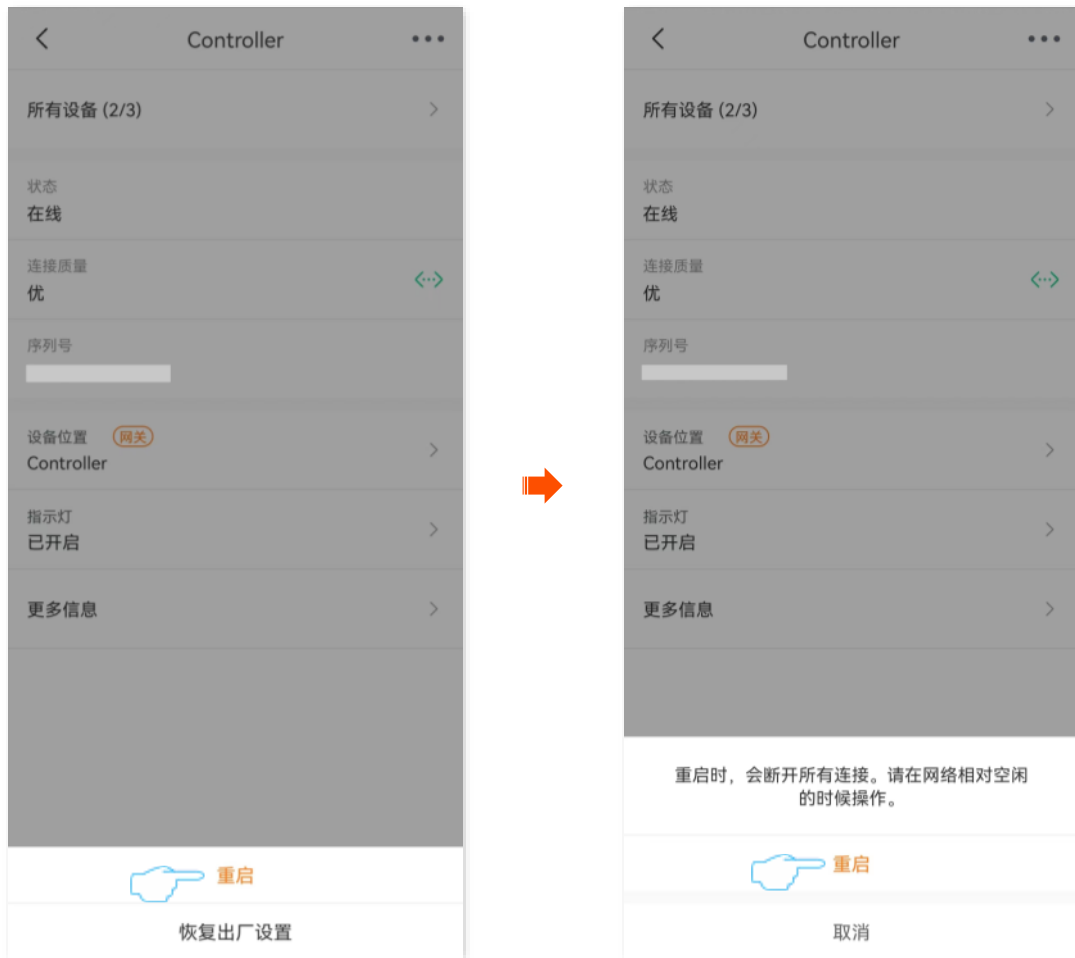 Controller
所有设备 (2/3)
状态
在线
连接质量
优
序列号
设备位置 网关
Controller
指示灯
已开启
更多信息
重启
恢复出厂设置
Controller
所有设备 (2/3)
状态
在线
连接质量
优
序列号
设备位置 网关
Controller
指示灯
已开启
更多信息
重启时，会断开所有连接。请在网络相对空闲
的时候操作。
重启
取消